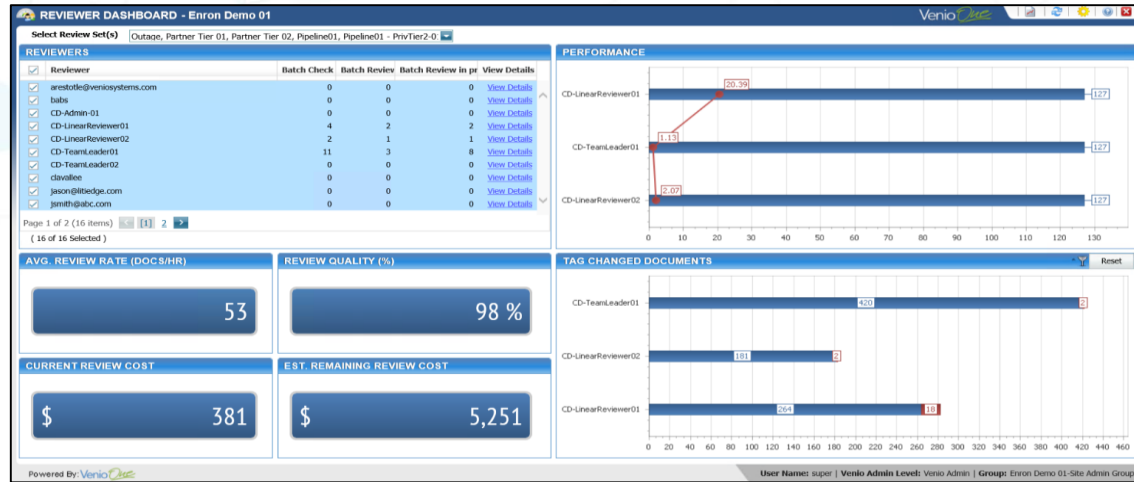 REVIEWER DASHBOARD - Enron Demo 01
Venio One
Select Review Set(s) Outage, Partner Tier 01, Partner Tier 02, Pipeline01, Pipeline01 - PrivTier2-0
REVIEWERS
Reviewer Batch Check Batch Review Batch Review in pr View Details
arestotle@veniosystems.com 0 0 0 View Details
babs 0 0 0 View Details
CD-Admin-01 0 0 0 View Details
CD-LinearReviewer01 4 2 2 View Details
CD-LinearReviewer02 2 1 1 View Details
CD-TeamLeader01 11 3 8 View Details
CD-TeamLeader02 0 0 0 View Details
clavallee 0 0 0 View Details
jason@litiedge.com 0 0 0 View Details
jsmith@abc.com 0 0 0 View Details
Page 1 of 2 (16 items) [1] 2
( 16 of 16 Selected )
PERFORMANCE
CD-LinearReviewer01 20.39 127
CD-TeamLeader01 1.13 127
CD-LinearReviewer02 2.07 127
0 10 20 30 40 50 60 70 80 90 100 110 120 130
AVG. REVIEW RATE (DOCS/HR)
53
REVIEW QUALITY (%)
98 %
CURRENT REVIEW COST
$ 381
EST. REMAINING REVIEW COST
$ 5,251
TAG CHANGED DOCUMENTS Reset
CD-TeamLeader01 420 2
CD-LinearReviewer02 181 2
CD-LinearReviewer01 264 18
0 20 40 60 80 100 120 140 160 180 200 220 240 260 280 300 320 340 360 380 400 420 440 460
Powered By: Venio One
User Name: super | Venio Admin Level: Venio Admin | Group: Enron Demo 01-Site Admin Group